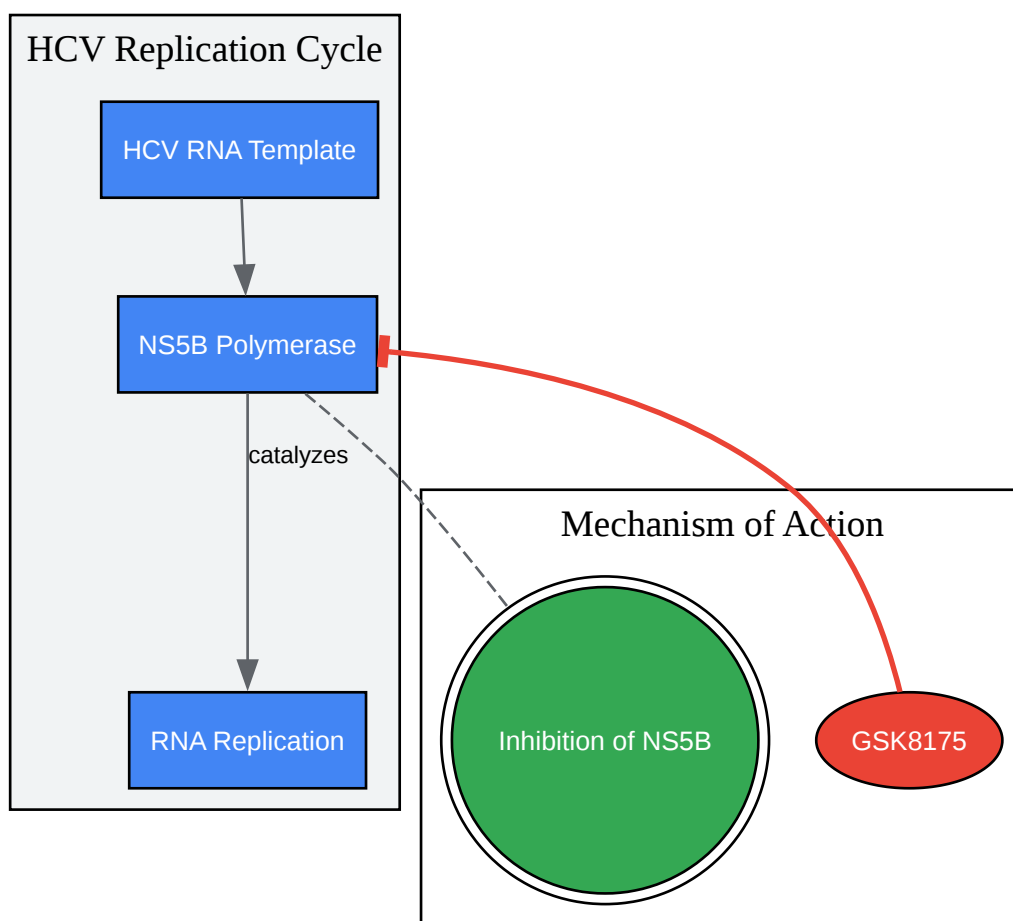 HCV Replication Cycle
HCV RNA Template
NS5B Polymerase
catalyzes
RNA Replication
Mechanism of Action
Inhibition of NS5B
GSK8175